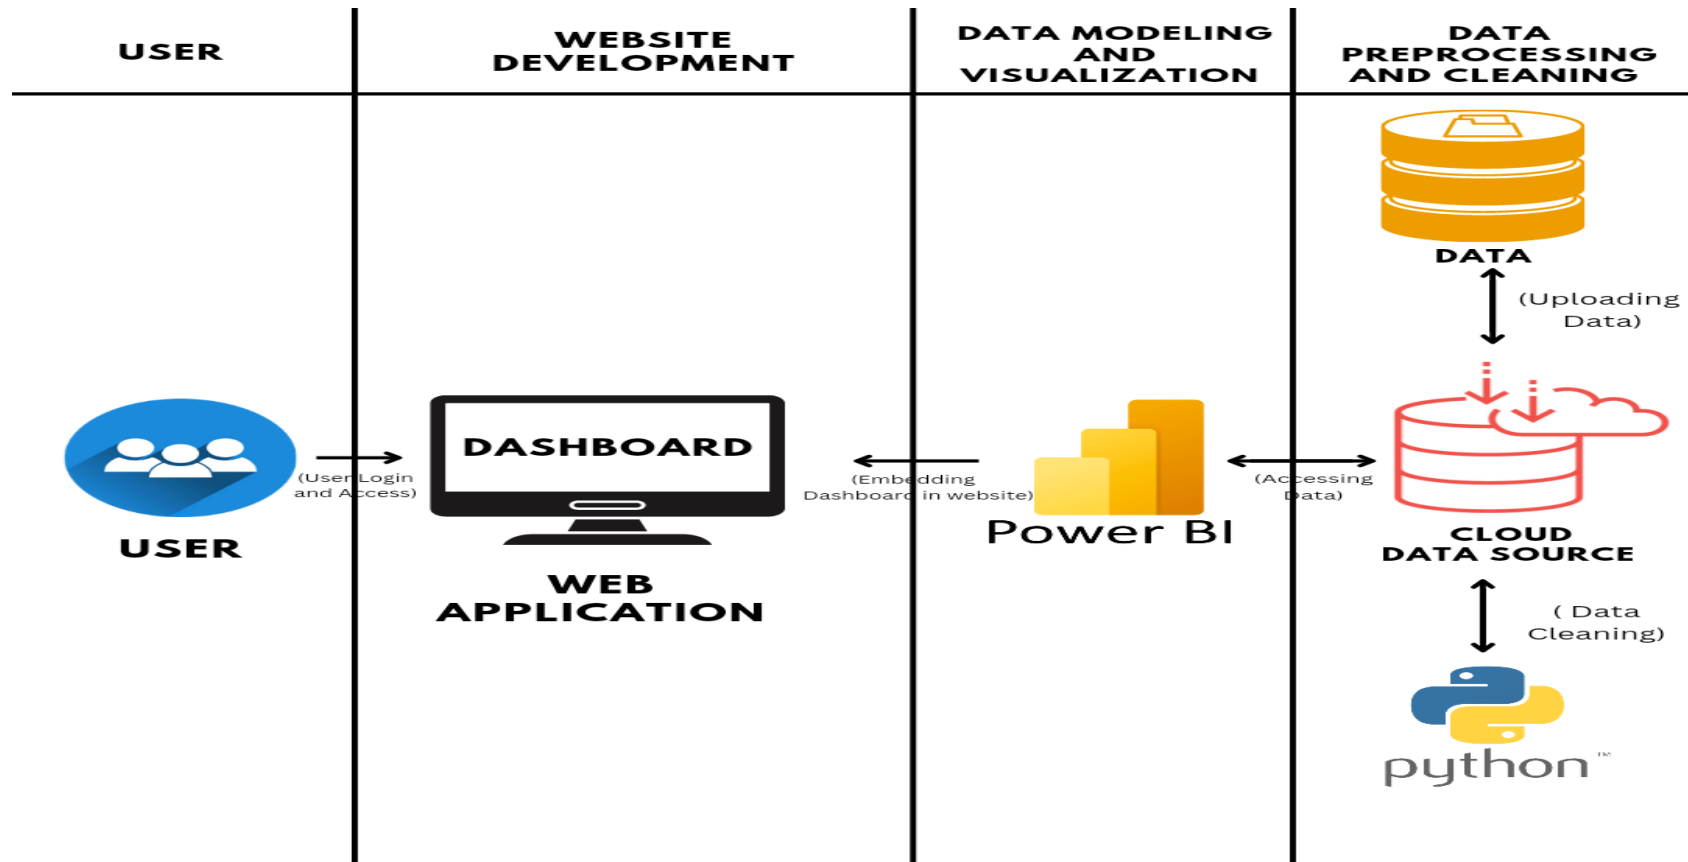 USER
WEBSITE
DEVELOPMENT
DATA MODELING
AND
VISUALIZATION
DATA
PREPROCESSING
AND CLEANING
DATA
(Uploading
Data)
DASHBOARD
(User Login
and Access)
(Embedding
Dashboard in website)
(Accessing
Data)
USER
WEB
APPLICATION
Power BI
CLOUD
DATA SOURCE
( Data
Cleaning)
python™